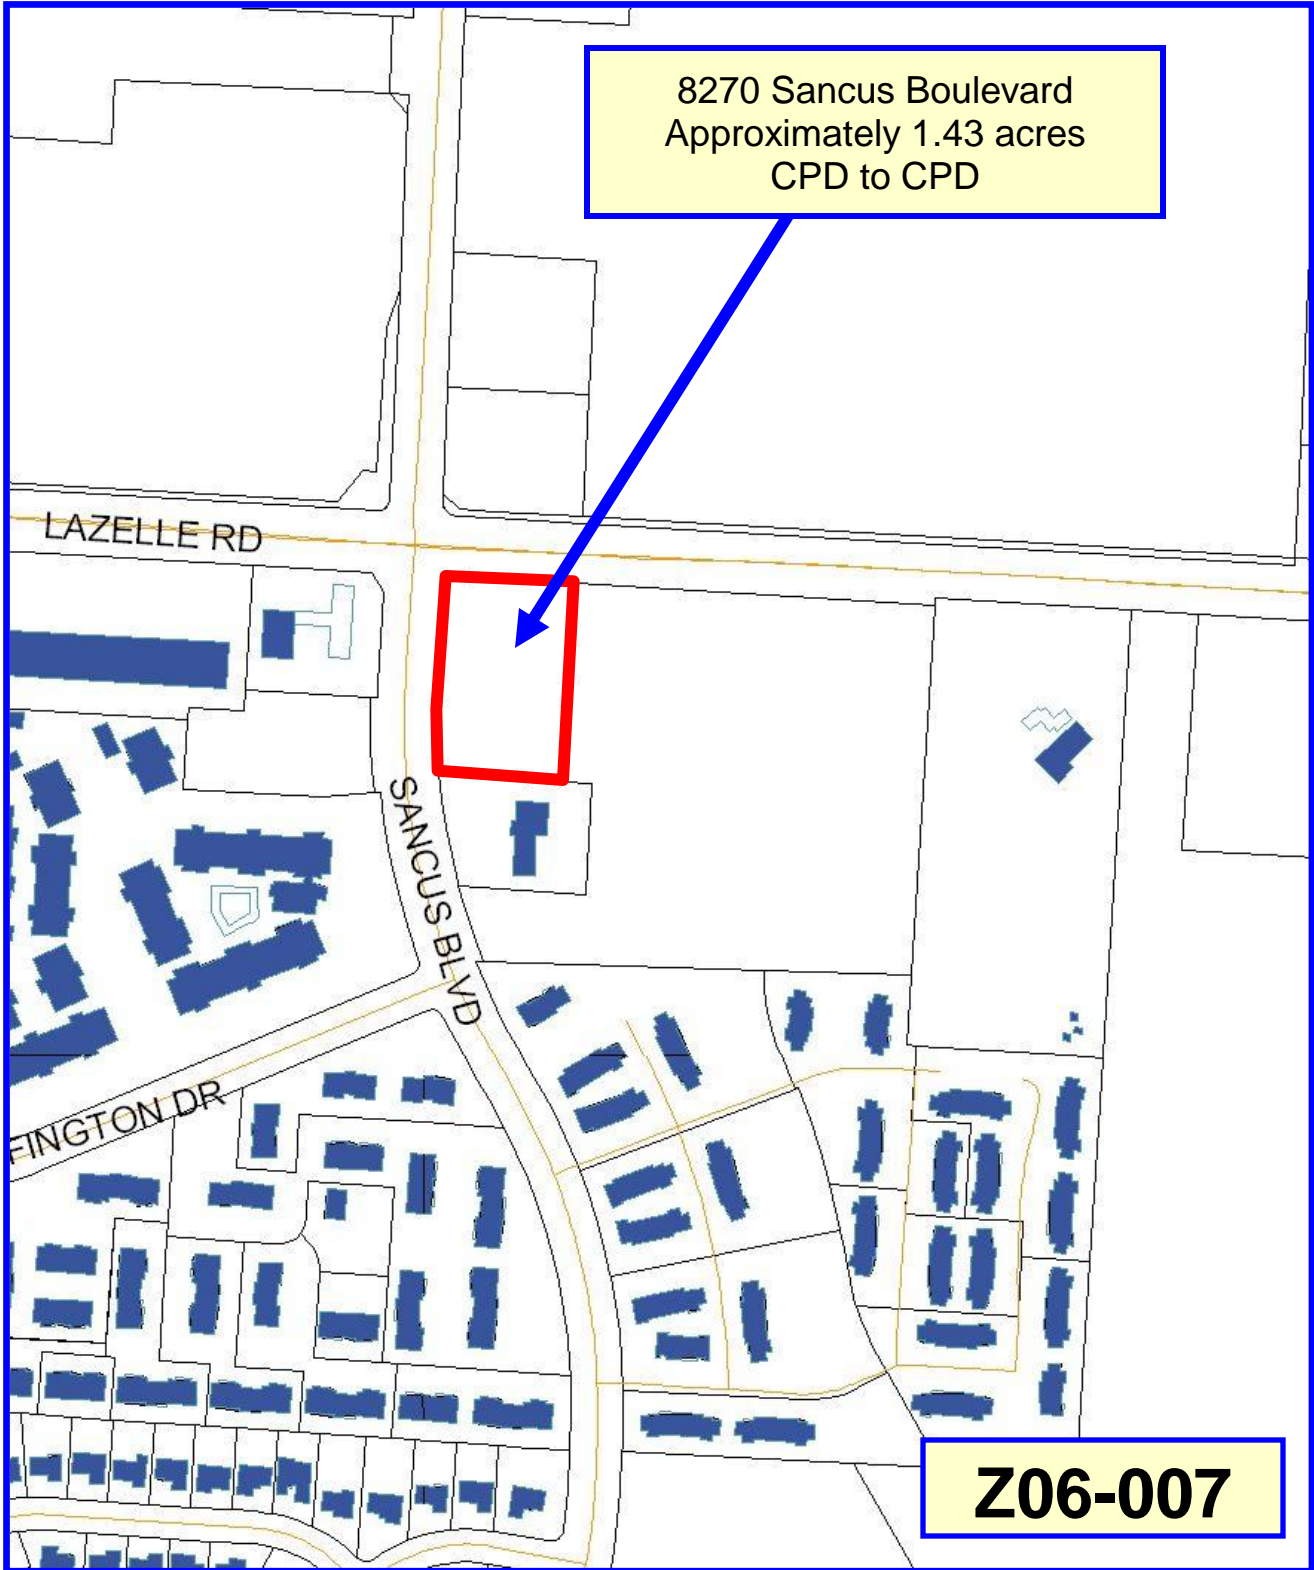 8270 Sancus Boulevard
Approximately 1.43 acres
CPD to CPD
LAZELLE RD
SANCUS BLVD
FINGTON DR
Z06-007